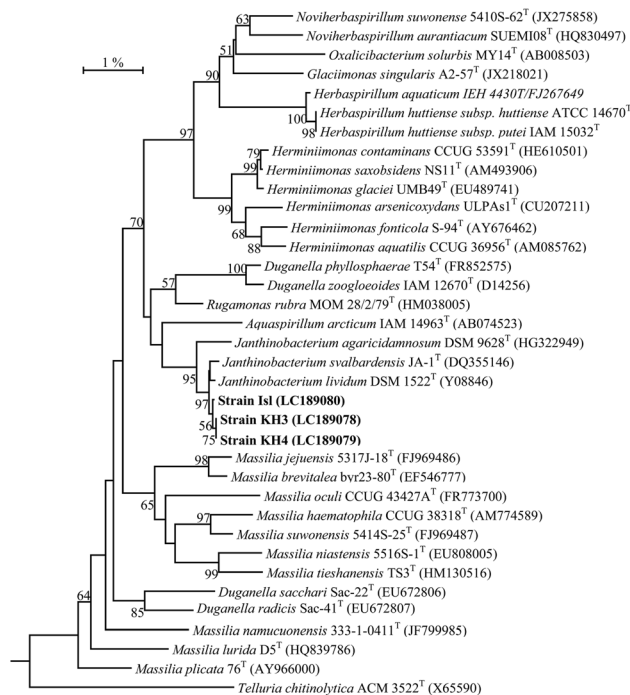 Noviherbaspirillum suwonense 5410S-62T (JX275858)
63
Noviherbaspirillum aurantiacum SUEMI08T (HQ830497)
51
Oxalicibacterium solurbis MY14T (AB008503)
1 %
90
Glaciimonas singularis A2-57T (JX218021)
Herbaspirillum aquaticum IEH 4430T/FJ267649
100
Herbaspirillum huttiense subsp. huttiense ATCC 14670T
97
98
Herbaspirillum huttiense subsp. putei IAM 15032T
79
Herminiimonas contaminans CCUG 53591T (HE610501)
99
Herminiimonas saxobsidens NS11T (AM493906)
Herminiimonas glaciei UMB49T (EU489741)
99
Herminiimonas arsenicoxydans ULPAs1T (CU207211)
70
68
Herminiimonas fonticola S-94T (AY676462)
88
Herminiimonas aquatilis CCUG 36956T (AM085762)
100
Duganella phyllosphaerae T54T (FR852575)
57
Duganella zoogloeoides IAM 12670T (D14256)
Rugamonas rubra MOM 28/2/79T (HM038005)
Aquaspirillum arcticum IAM 14963T (AB074523)
Janthinobacterium agaricidamnosum DSM 9628T (HG322949)
Janthinobacterium svalbardensis JA-1T (DQ355146)
95
Janthinobacterium lividum DSM 1522T (Y08846)
97
Strain Isl (LC189080)
56
Strain KH3 (LC189078)
75
Strain KH4 (LC189079)
98
Massilia jejuensis 5317J-18T (FJ969486)
Massilia brevitalea byr23-80T (EF546777)
65
Massilia oculi CCUG 43427AT (FR773700)
97
Massilia haematophila CCUG 38318T (AM774589)
Massilia suwonensis 5414S-25T (FJ969487)
Massilia niastensis 5516S-1T (EU808005)
99
Massilia tieshanensis TS3T (HM130516)
Duganella sacchari Sac-22T (EU672806)
64
85
Duganella radicis Sac-41T (EU672807)
Massilia namucuonensis 333-1-0411T (JF799985)
Massilia lurida D5T (HQ839786)
Massilia plicata 76T (AY966000)
Telluria chitinolytica ACM 3522T (X65590)